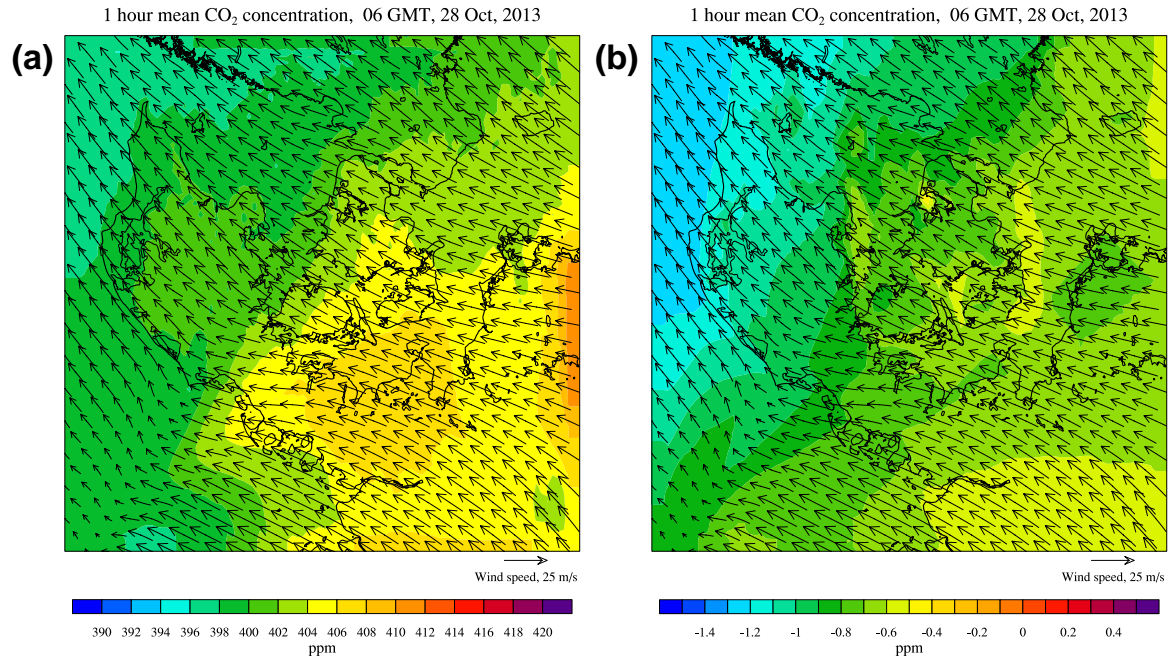 1 hour mean CO₂ concentration, 06 GMT, 28 Oct, 2013
(a)
Wind speed, 25 m/s
390 392 394 396 398 400 402 404 406 408 410 412 414 416 418 420
ppm
1 hour mean CO₂ concentration, 06 GMT, 28 Oct, 2013
(b)
Wind speed, 25 m/s
-1.4 -1.2 -1 -0.8 -0.6 -0.4 -0.2 0 0.2 0.4
ppm